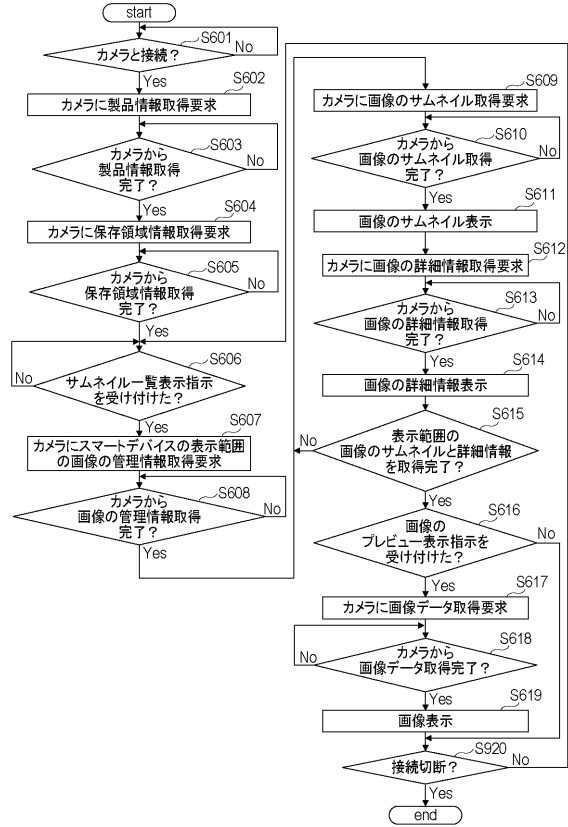 start
S601
カメラと接続？
No
Yes
S602
カメラに製品情報取得要求
S603
カメラから
製品情報取得
完了？
No
Yes
S604
カメラに保存領域情報取得要求
S605
カメラから
保存領域情報取得
完了？
No
Yes
S606
サムネイル一覧表示指示
を受け付けた？
No
Yes
S607
カメラにスマートデバイスの表示範囲
の画像の管理情報取得要求
S608
カメラから
画像の管理情報取得
完了？
No
Yes
S609
カメラに画像のサムネイル取得要求
S610
カメラから
画像のサムネイル取得
完了？
No
Yes
S611
画像のサムネイル表示
S612
カメラに画像の詳細情報取得要求
S613
カメラから
画像の詳細情報取得
完了？
No
Yes
S614
画像の詳細情報表示
S615
表示範囲の
画像のサムネイルと詳細情報
を取得完了？
No
Yes
S616
画像の
プレビュー表示指示を
受け付けた？
No
Yes
S617
カメラに画像データ取得要求
S618
カメラから
画像データ取得完了？
No
Yes
S619
画像表示
S920
接続切断？
No
Yes
end